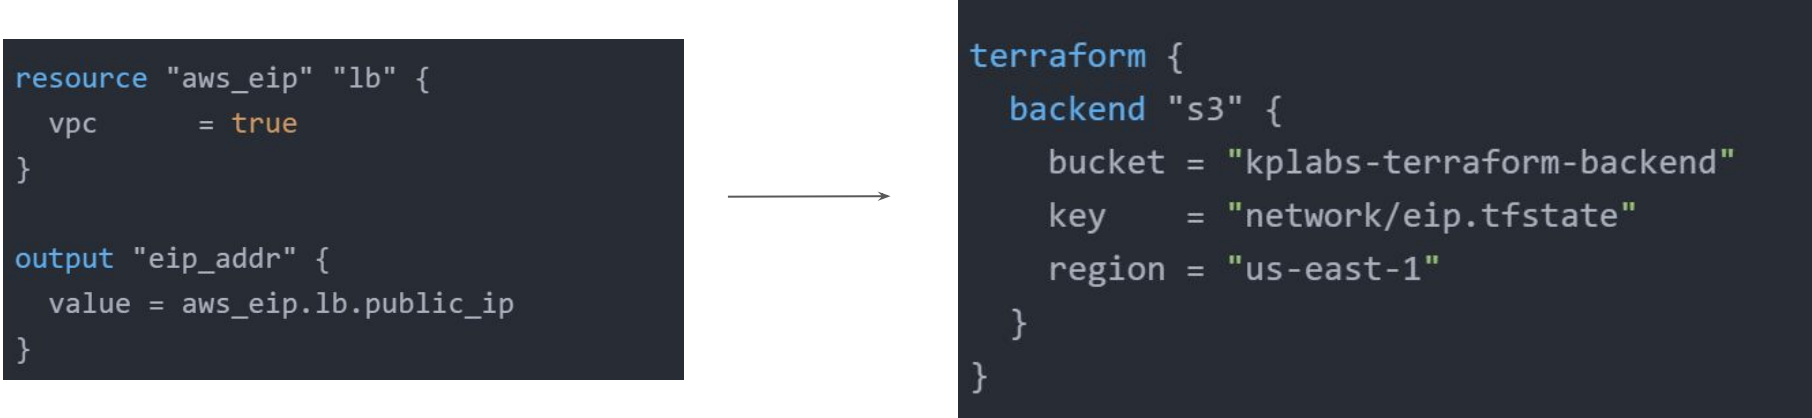 resource "aws_eip" "lb" {
  vpc      = true
}

output "eip_addr" {
  value = aws_eip.lb.public_ip
}
terraform {
  backend "s3" {
    bucket = "kplabs-terraform-backend"
    key    = "network/eip.tfstate"
    region = "us-east-1"
  }
}